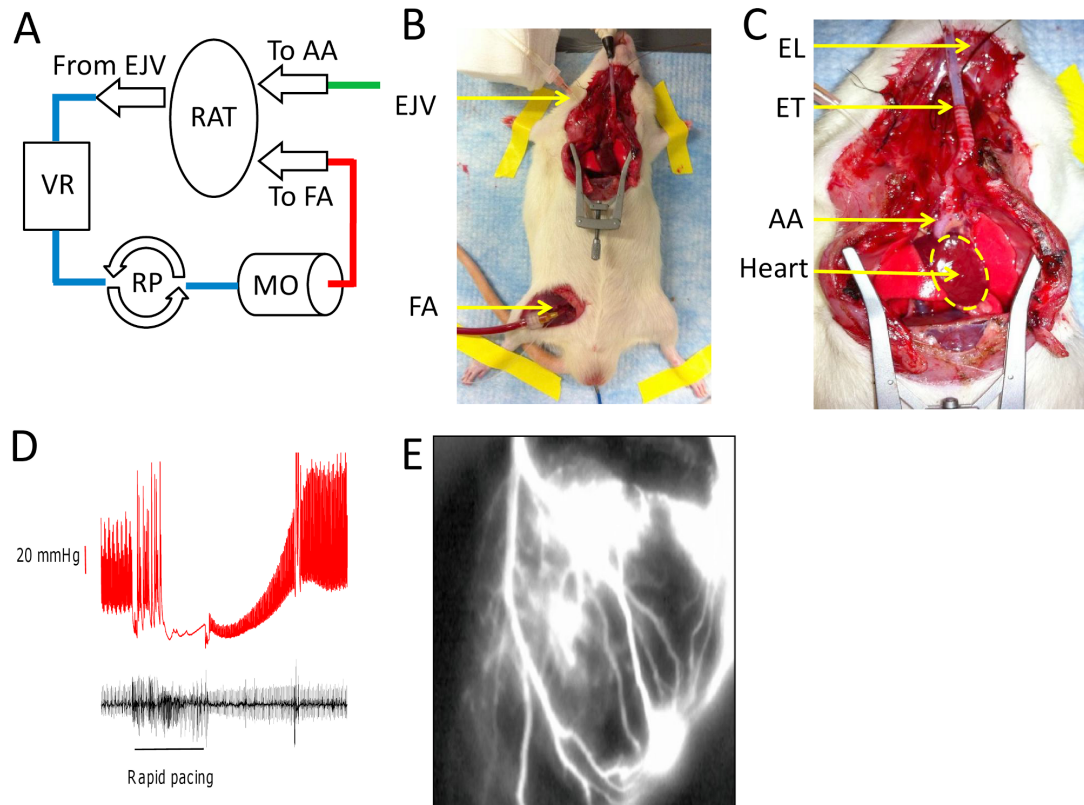 A
From EJV
To AA
RAT
To FA
VR
RP
MO
B
EJV
FA
C
EL
ET
AA
Heart
D
20 mmHg
Rapid pacing
E